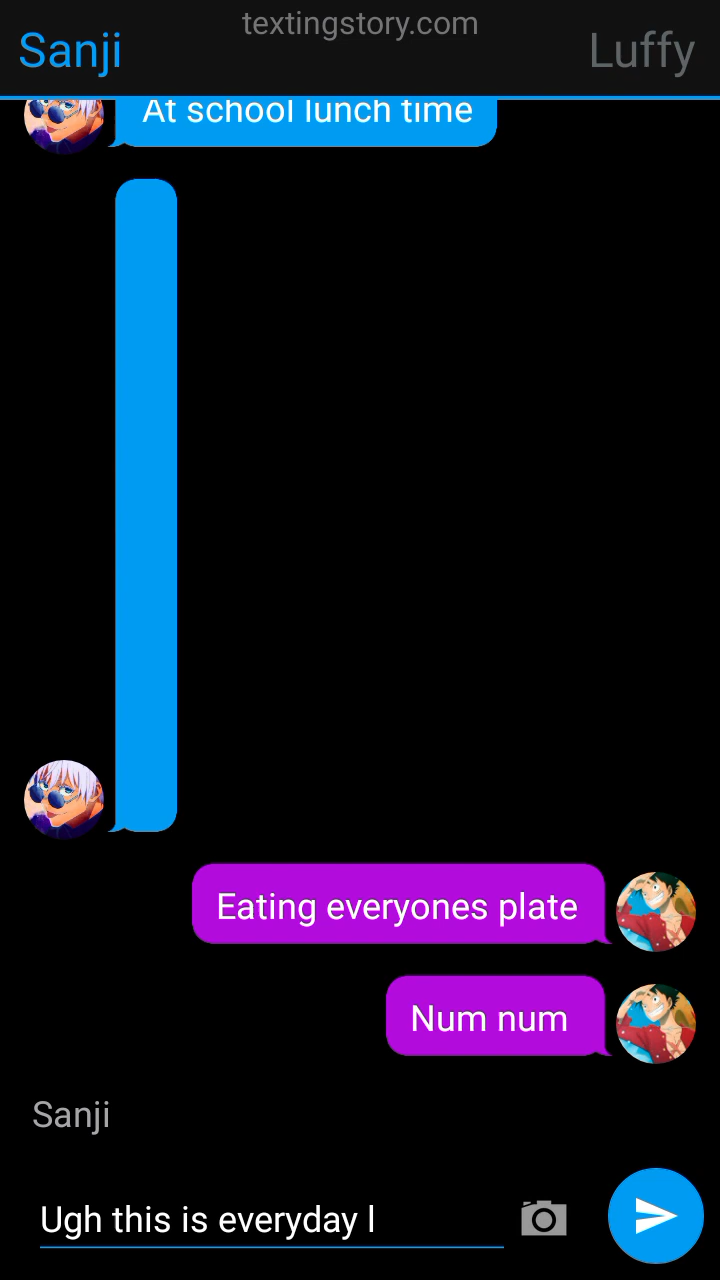 textingstory.com
Sanji
Luffy
At school lunch time
Eating everyones plate
Num num
Sanji
Ugh this is everyday l